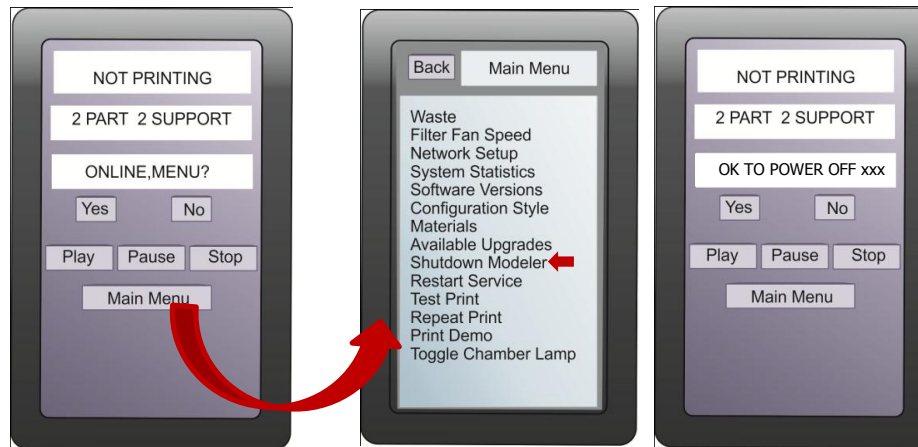 NOT PRINTING
2 PART 2 SUPPORT
ONLINE,MENU?
Yes No
Play Pause Stop
Main Menu
Back Main Menu
Waste
Filter Fan Speed
Network Setup
System Statistics
Software Versions
Configuration Style
Materials
Available Upgrades
Shutdown Modeler
Restart Service
Test Print
Repeat Print
Print Demo
Toggle Chamber Lamp
NOT PRINTING
2 PART 2 SUPPORT
OK TO POWER OFF xxx
Yes No
Play Pause Stop
Main Menu